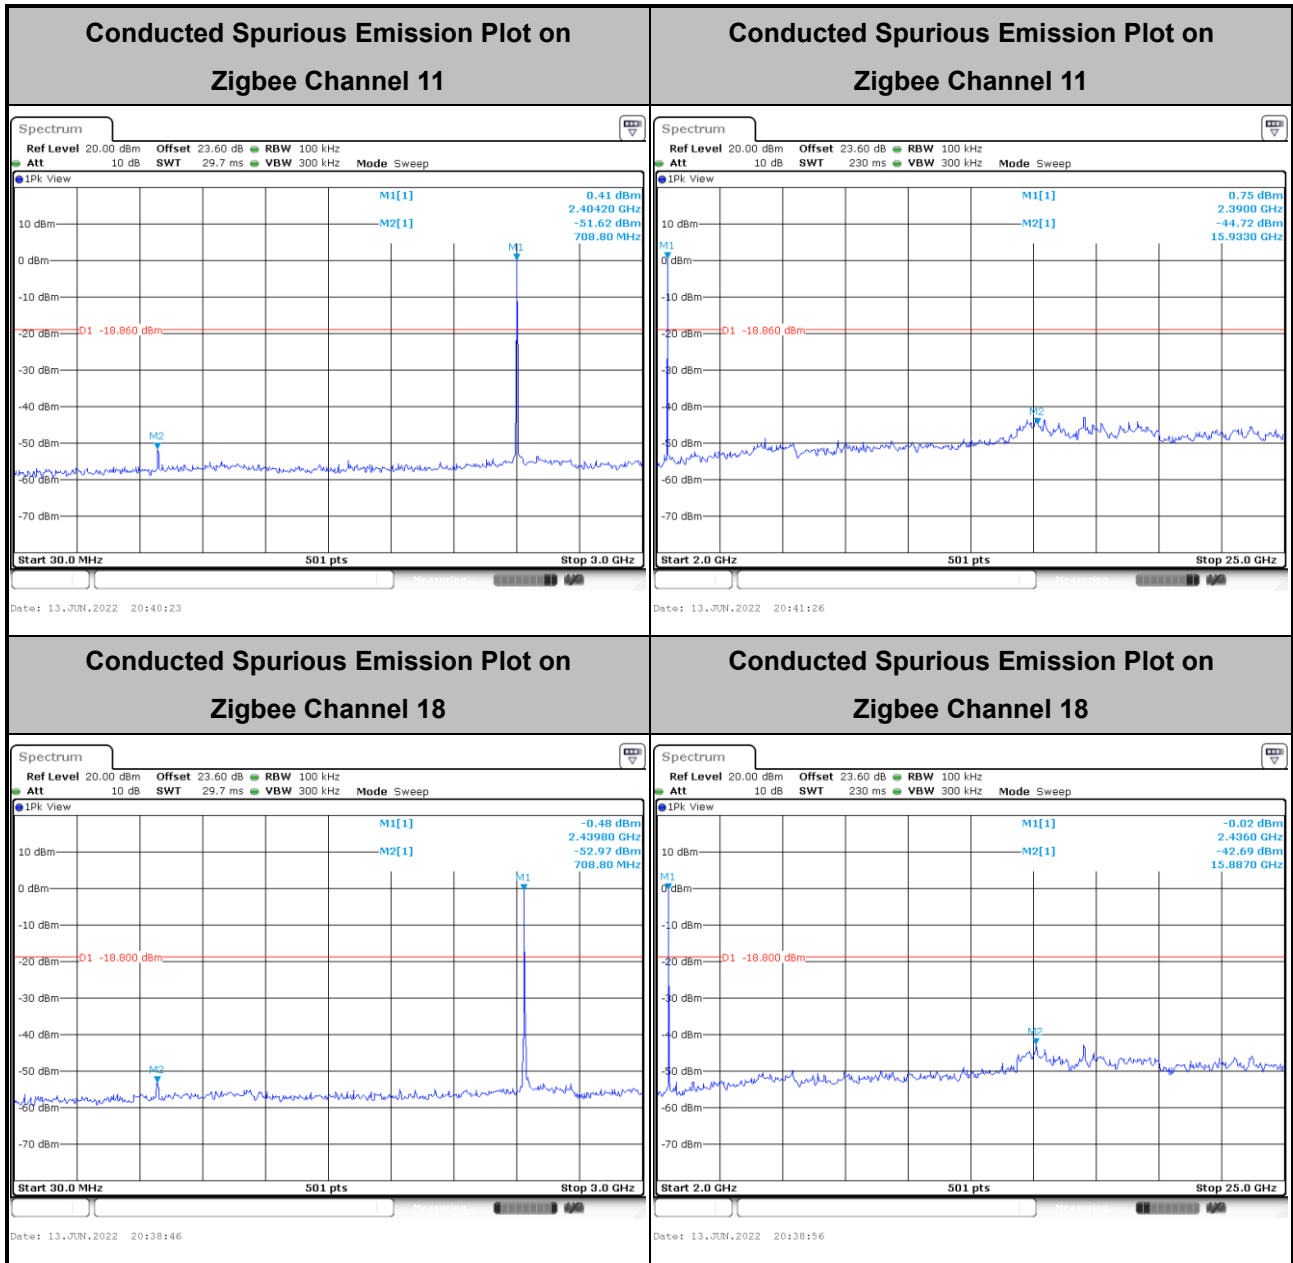 Conducted Spurious Emission Plot on
Zigbee Channel 11
Spectrum
Ref Level 20.00 dBm Offset 23.60 dB RBW 100 kHz
Att 10 dB SWT 29.7 ms VBW 300 kHz Mode Sweep
1Pk View
M1[1] 0.41 dBm
2.40420 GHz
10 dBm M2[1] -51.62 dBm
708.80 MHz
M1
0 dBm
-10 dBm
-20 dBm D1 -18.860 dBm
-30 dBm
-40 dBm
M2
-50 dBm
-60 dBm
-70 dBm
Start 30.0 MHz 501 pts Stop 3.0 GHz
Measuring
Date: 13.JUN.2022 20:40:23
Conducted Spurious Emission Plot on
Zigbee Channel 11
Spectrum
Ref Level 20.00 dBm Offset 23.60 dB RBW 100 kHz
Att 10 dB SWT 230 ms VBW 300 kHz Mode Sweep
1Pk View
M1[1] 0.75 dBm
2.3900 GHz
10 dBm M2[1] -44.72 dBm
15.9330 GHz
M1
0 dBm
-10 dBm
-20 dBm D1 -18.860 dBm
-30 dBm
-40 dBm
M2
-50 dBm
-60 dBm
-70 dBm
Start 2.0 GHz 501 pts Stop 25.0 GHz
Measuring
Date: 13.JUN.2022 20:41:26
Conducted Spurious Emission Plot on
Zigbee Channel 18
Spectrum
Ref Level 20.00 dBm Offset 23.60 dB RBW 100 kHz
Att 10 dB SWT 29.7 ms VBW 300 kHz Mode Sweep
1Pk View
M1[1] -0.48 dBm
2.43980 GHz
10 dBm M2[1] -52.97 dBm
708.80 MHz
M1
0 dBm
-10 dBm
-20 dBm D1 -18.800 dBm
-30 dBm
-40 dBm
-50 dBm M2
-60 dBm
-70 dBm
Start 30.0 MHz 501 pts Stop 3.0 GHz
Measuring
Date: 13.JUN.2022 20:38:46
Conducted Spurious Emission Plot on
Zigbee Channel 18
Spectrum
Ref Level 20.00 dBm Offset 23.60 dB RBW 100 kHz
Att 10 dB SWT 230 ms VBW 300 kHz Mode Sweep
1Pk View
M1[1] -0.02 dBm
2.4360 GHz
10 dBm M2[1] -42.69 dBm
15.8870 GHz
M1
0 dBm
-10 dBm
-20 dBm D1 -18.800 dBm
-30 dBm
-40 dBm M2
-50 dBm
-60 dBm
-70 dBm
Start 2.0 GHz 501 pts Stop 25.0 GHz
Measuring
Date: 13.JUN.2022 20:38:56